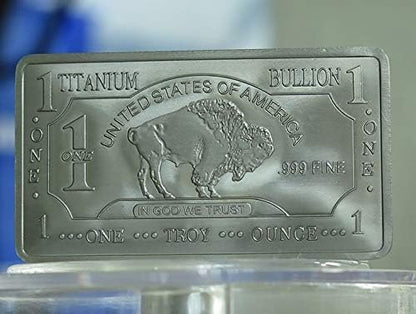 1 TITANIUM BULLION 1
UNITED STATES OF AMERICA
1 ONE
.999 FINE
• ONE •
• ONE •
IN GOD WE TRUST
1 ••• ONE ••• TROY ••• OUNCE ••• 1